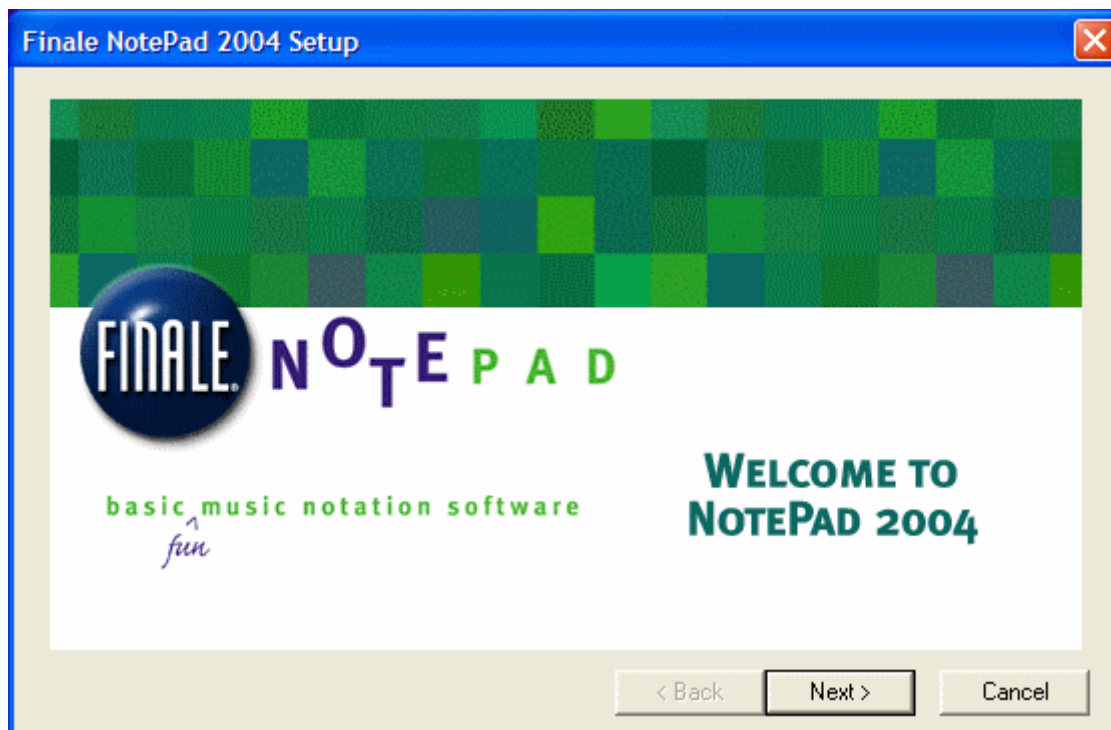 Finale NotePad 2004 Setup
FINALE®
NOTEPAD
basic music notation software
fun
WELCOME TO
NOTEPAD 2004
< Back
Next >
Cancel